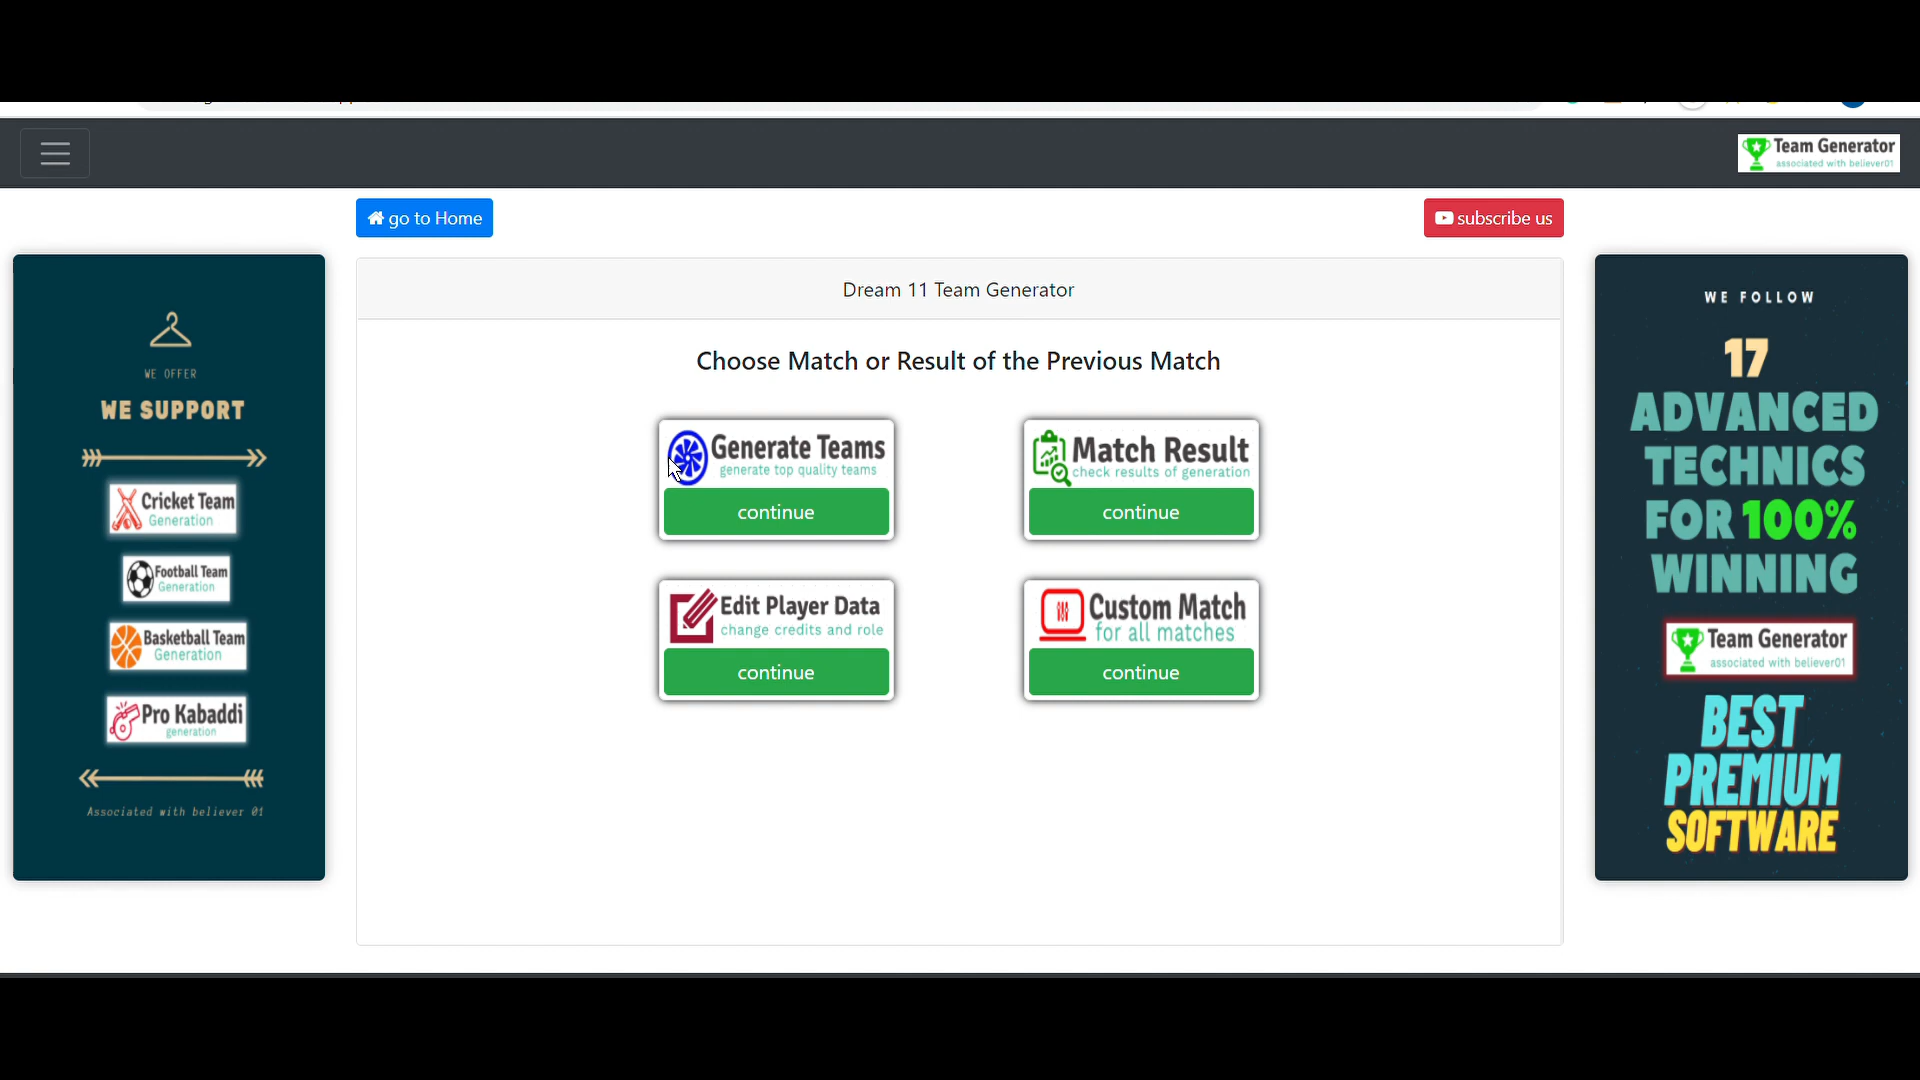 Team Generator
associated with believer01
go to Home
subscribe us
WE OFFER
WE SUPPORT
Cricket Team
Generation
Football Team
Generation
Basketball Team
Generation
Pro Kabaddi
generation
Associated with believer 01
Dream 11 Team Generator
Choose Match or Result of the Previous Match
Generate Teams
generate top quality teams
continue
Match Result
check results of generation
continue
Edit Player Data
change credits and role
continue
Custom Match
for all matches
continue
WE FOLLOW
17
ADVANCED
TECHNICS
FOR 100%
WINNING
Team Generator
associated with believer01
BEST
PREMIUM
SOFTWARE